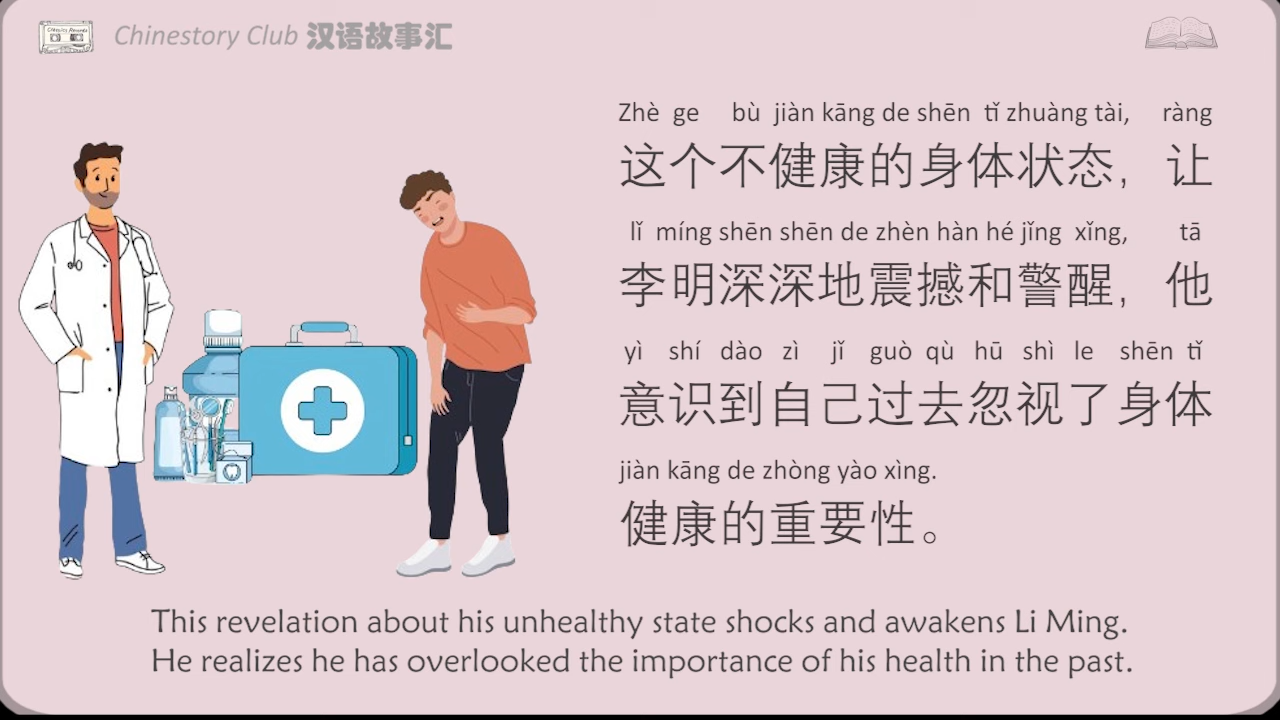 Chinestory Club 汉语故事汇
Zhè ge bù jiàn kāng de shēn tǐ zhuàng tài, ràng
这个不健康的身体状态，让
lǐ míng shēn shēn de zhèn hàn hé jǐng xǐng, tā
李明深深地震撼和警醒，他
yì shí dào zì jǐ guò qù hū shì le shēn tǐ
意识到自己过去忽视了身体
jiàn kāng de zhòng yào xìng.
健康的重要性。
This revelation about his unhealthy state shocks and awakens Li Ming.
He realizes he has overlooked the importance of his health in the past.